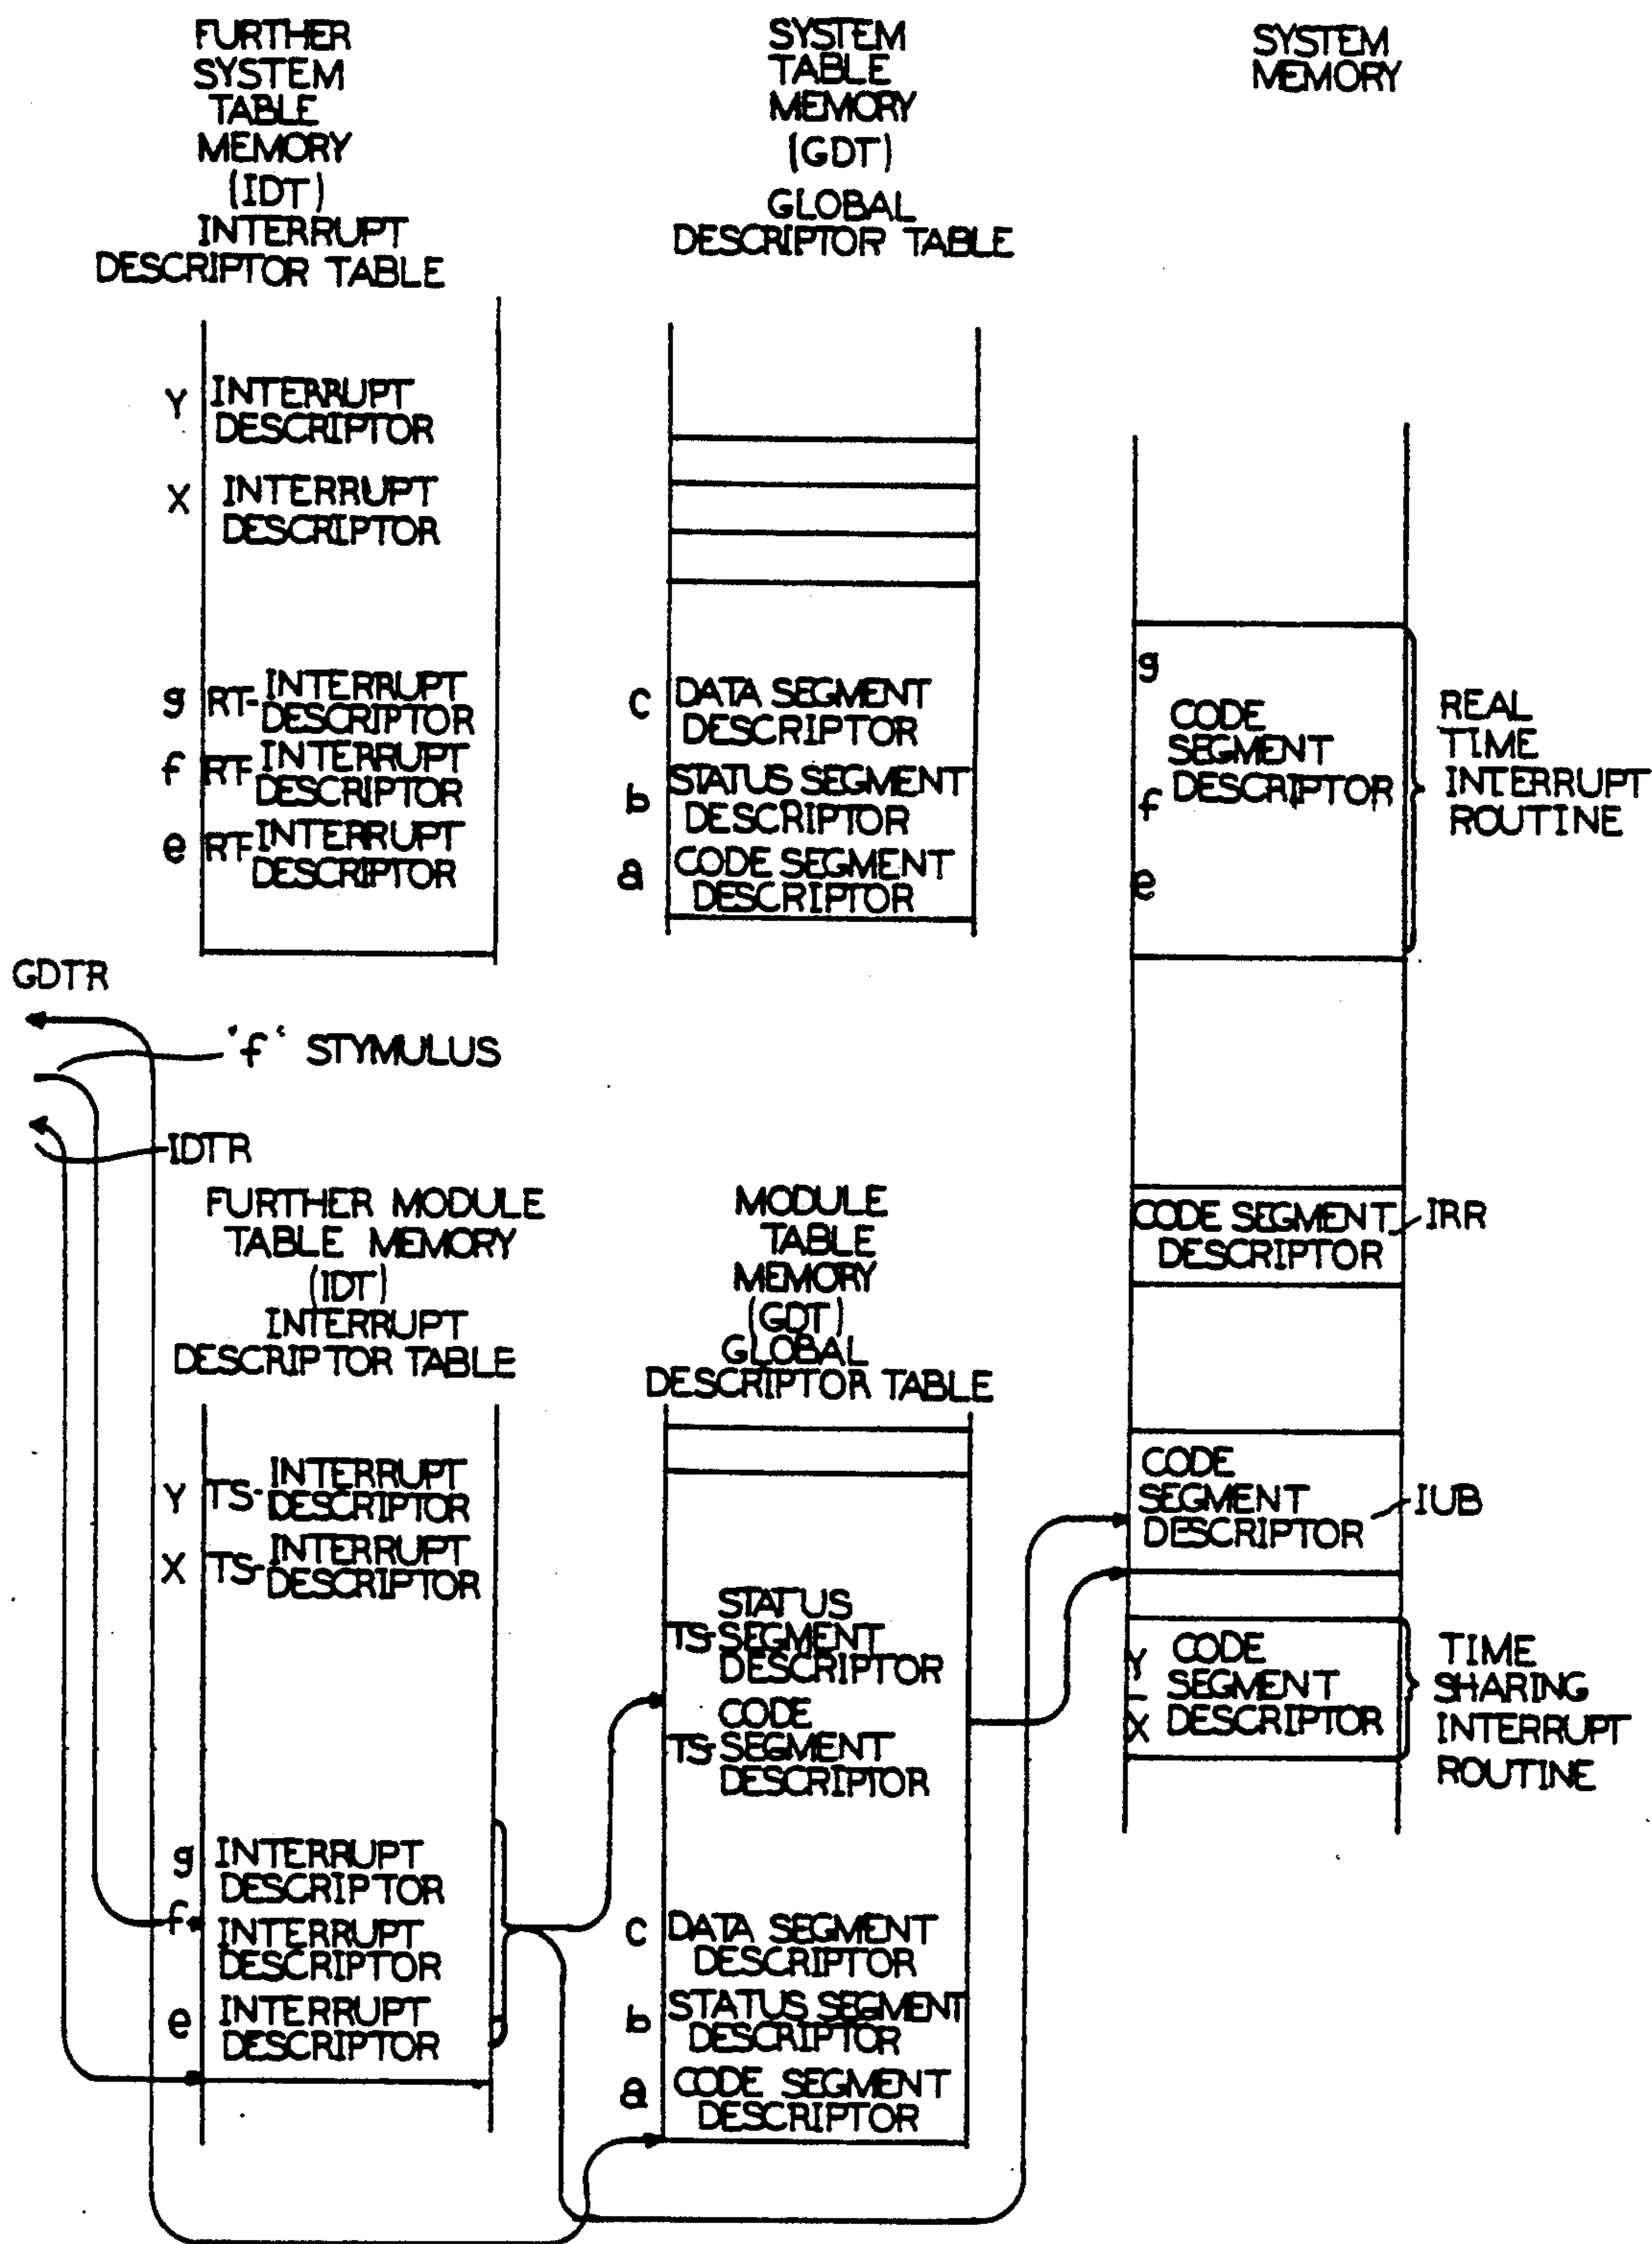 FURTHER
SYSTEM
TABLE
MEMORY
(IDT)
INTERRUPT
DESCRIPTOR TABLE
SYSTEM
TABLE
MEMORY
(GDT)
GLOBAL
DESCRIPTOR TABLE
SYSTEM
MEMORY
Y INTERRUPT
DESCRIPTOR
X INTERRUPT
DESCRIPTOR
g RT-INTERRUPT
DESCRIPTOR
f RT-INTERRUPT
DESCRIPTOR
e RT-INTERRUPT
DESCRIPTOR
c DATA SEGMENT
DESCRIPTOR
b STATUS SEGMENT
DESCRIPTOR
a CODE SEGMENT
DESCRIPTOR
g
CODE
SEGMENT
f DESCRIPTOR
e
REAL
TIME
INTERRUPT
ROUTINE
GDTR
'f' STYMULUS
IDTR
FURTHER MODULE
TABLE MEMORY
(IDT)
INTERRUPT
DESCRIPTOR TABLE
MODULE
TABLE
MEMORY
(GDT)
GLOBAL
DESCRIPTOR TABLE
CODE SEGMENT
DESCRIPTOR
IRR
Y TS-INTERRUPT
DESCRIPTOR
X TS-INTERRUPT
DESCRIPTOR
g INTERRUPT
DESCRIPTOR
f INTERRUPT
DESCRIPTOR
e INTERRUPT
DESCRIPTOR
STATUS
TS-SEGMENT
DESCRIPTOR
CODE
TS-SEGMENT
DESCRIPTOR
c DATA SEGMENT
DESCRIPTOR
b STATUS SEGMENT
DESCRIPTOR
a CODE SEGMENT
DESCRIPTOR
CODE
SEGMENT
DESCRIPTOR
IUB
Y CODE
SEGMENT
X DESCRIPTOR
TIME
SHARING
INTERRUPT
ROUTINE